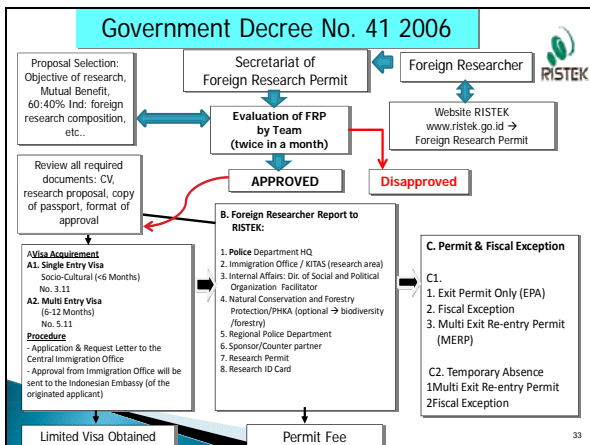 Government Decree No. 41 2006
RISTEK
Proposal Selection:
Objective of research,
Mutual Benefit,
60:40% Ind: foreign
research composition,
etc..
Secretariat of
Foreign Research Permit
Foreign Researcher
Website RISTEK
www.ristek.go.id →
Foreign Research Permit
Evaluation of FRP
by Team
(twice in a month)
APPROVED
Disapproved
Review all required
documents: CV,
research proposal, copy
of passport, format of
approval
AVisa Acquirement
A1. Single Entry Visa
Socio-Cultural (<6 Months)
No. 3.11
A2. Multi Entry Visa
(6-12 Months)
No. 5.11
Procedure
- Application & Request Letter to the
Central Immigration Office
- Approval from Immigration Office will be
sent to the Indonesian Embassy (of the
originated applicant)
B. Foreign Researcher Report to
RISTEK:
1. Police Department HQ
2. Immigration Office / KITAS (research area)
3. Internal Affairs: Dir. of Social and Political
Organization Facilitator
4. Natural Conservation and Forestry
Protection/PHKA (optional → biodiversity
/forestry)
5. Regional Police Department
6. Sponsor/Counter partner
7. Research Permit
8. Research ID Card
C. Permit & Fiscal Exception
C1.
1. Exit Permit Only (EPA)
2. Fiscal Exception
3. Multi Exit Re-entry Permit
(MERP)
C2. Temporary Absence
1Multi Exit Re-entry Permit
2Fiscal Exception
Limited Visa Obtained
Permit Fee
33